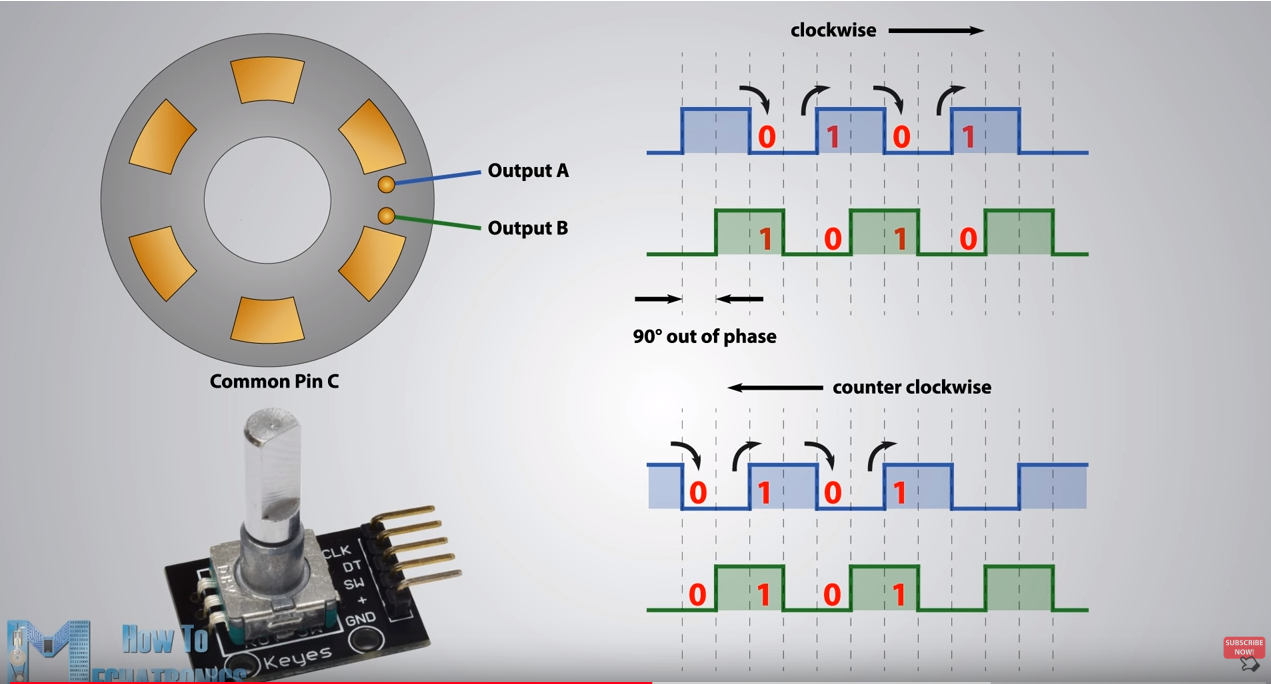 clockwise
0 1 0 1
Output A
Output B
1 0 1 0
90° out of phase
Common Pin C
counter clockwise
0 1 0 1
0 1 0 1
CLK
DT
SW
+
GND
Keyes
How To
MECHATRONICS
SUBSCRIBE
NOW!